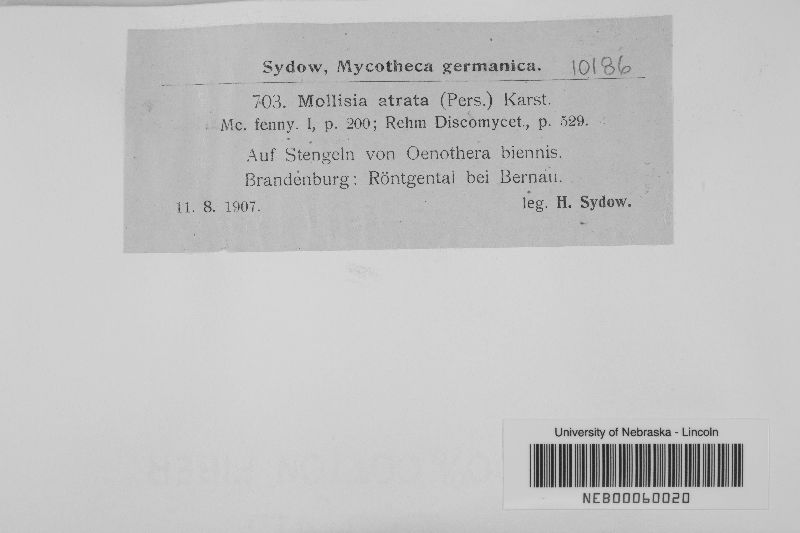 Sydow, Mycotheca germanica. 10186
703. Mollisia atrata (Pers.) Karst.
Mc. fenny. I, p. 200; Rehm Discomycet., p. 529.
Auf Stengeln von Oenothera biennis.
Brandenburg: Röntgental bei Bernau.
11. 8. 1907. leg. H. Sydow.
University of Nebraska - Lincoln
NEB00060020